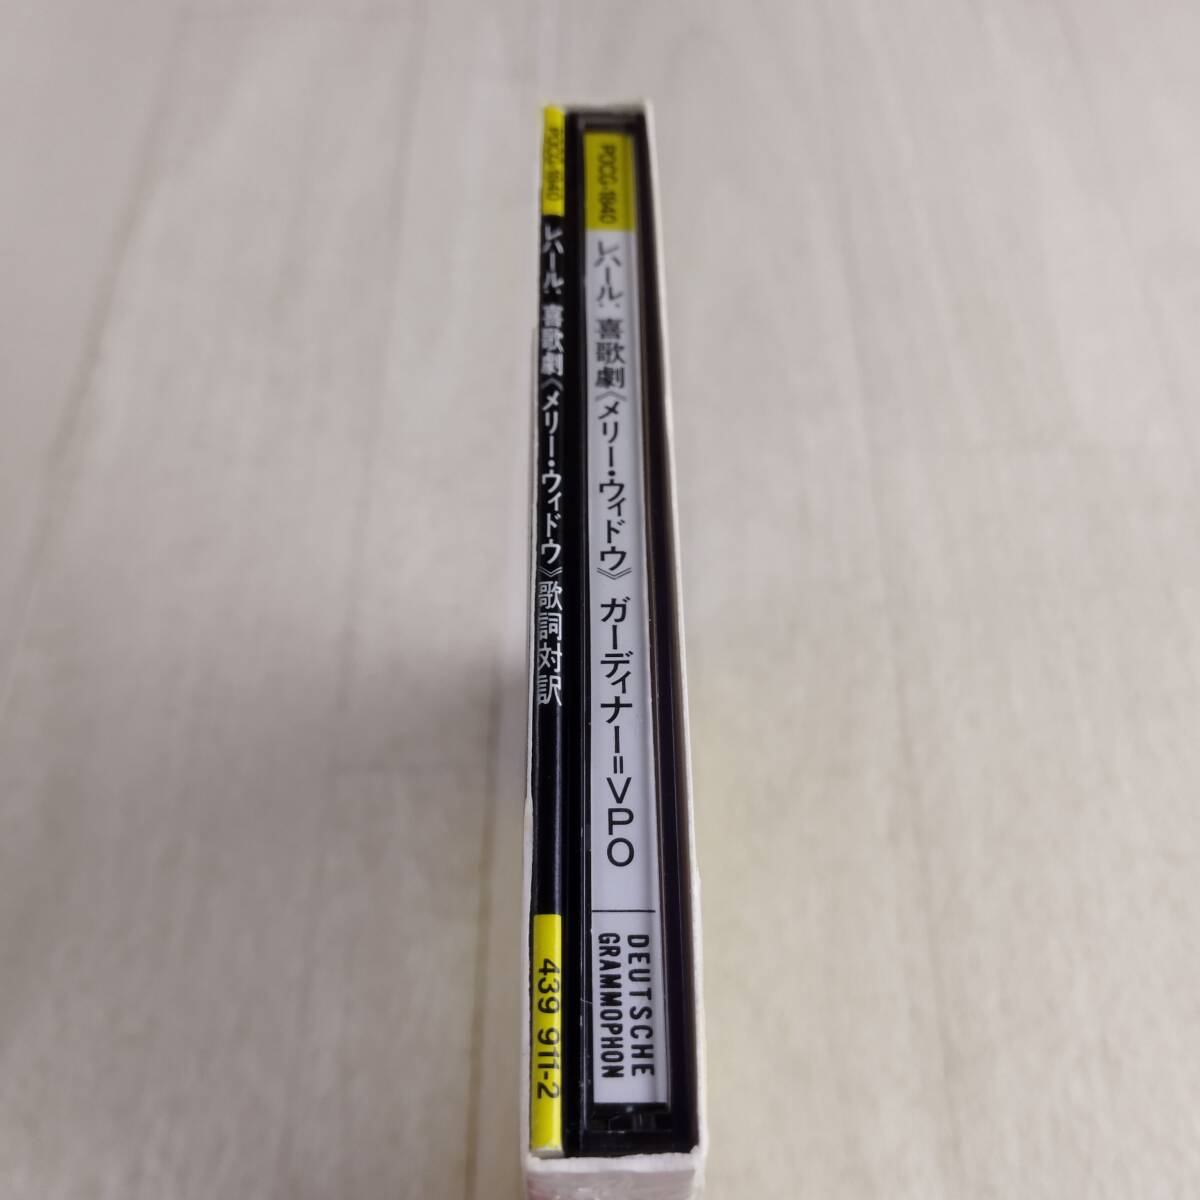 POCG-1840 レハール：喜歌劇《メリー・ウィドウ》歌詞対訳 439 911-2
POCG-1840 レハール：喜歌劇《メリー・ウィドウ》 ガーディナー=VPO
DEUTSCHE
GRAMMOPHON